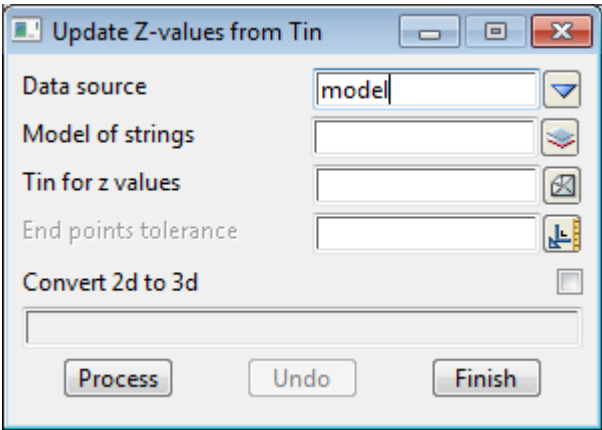 Update Z-values from Tin
Data source model
Model of strings
Tin for z values
End points tolerance
Convert 2d to 3d
Process Undo Finish